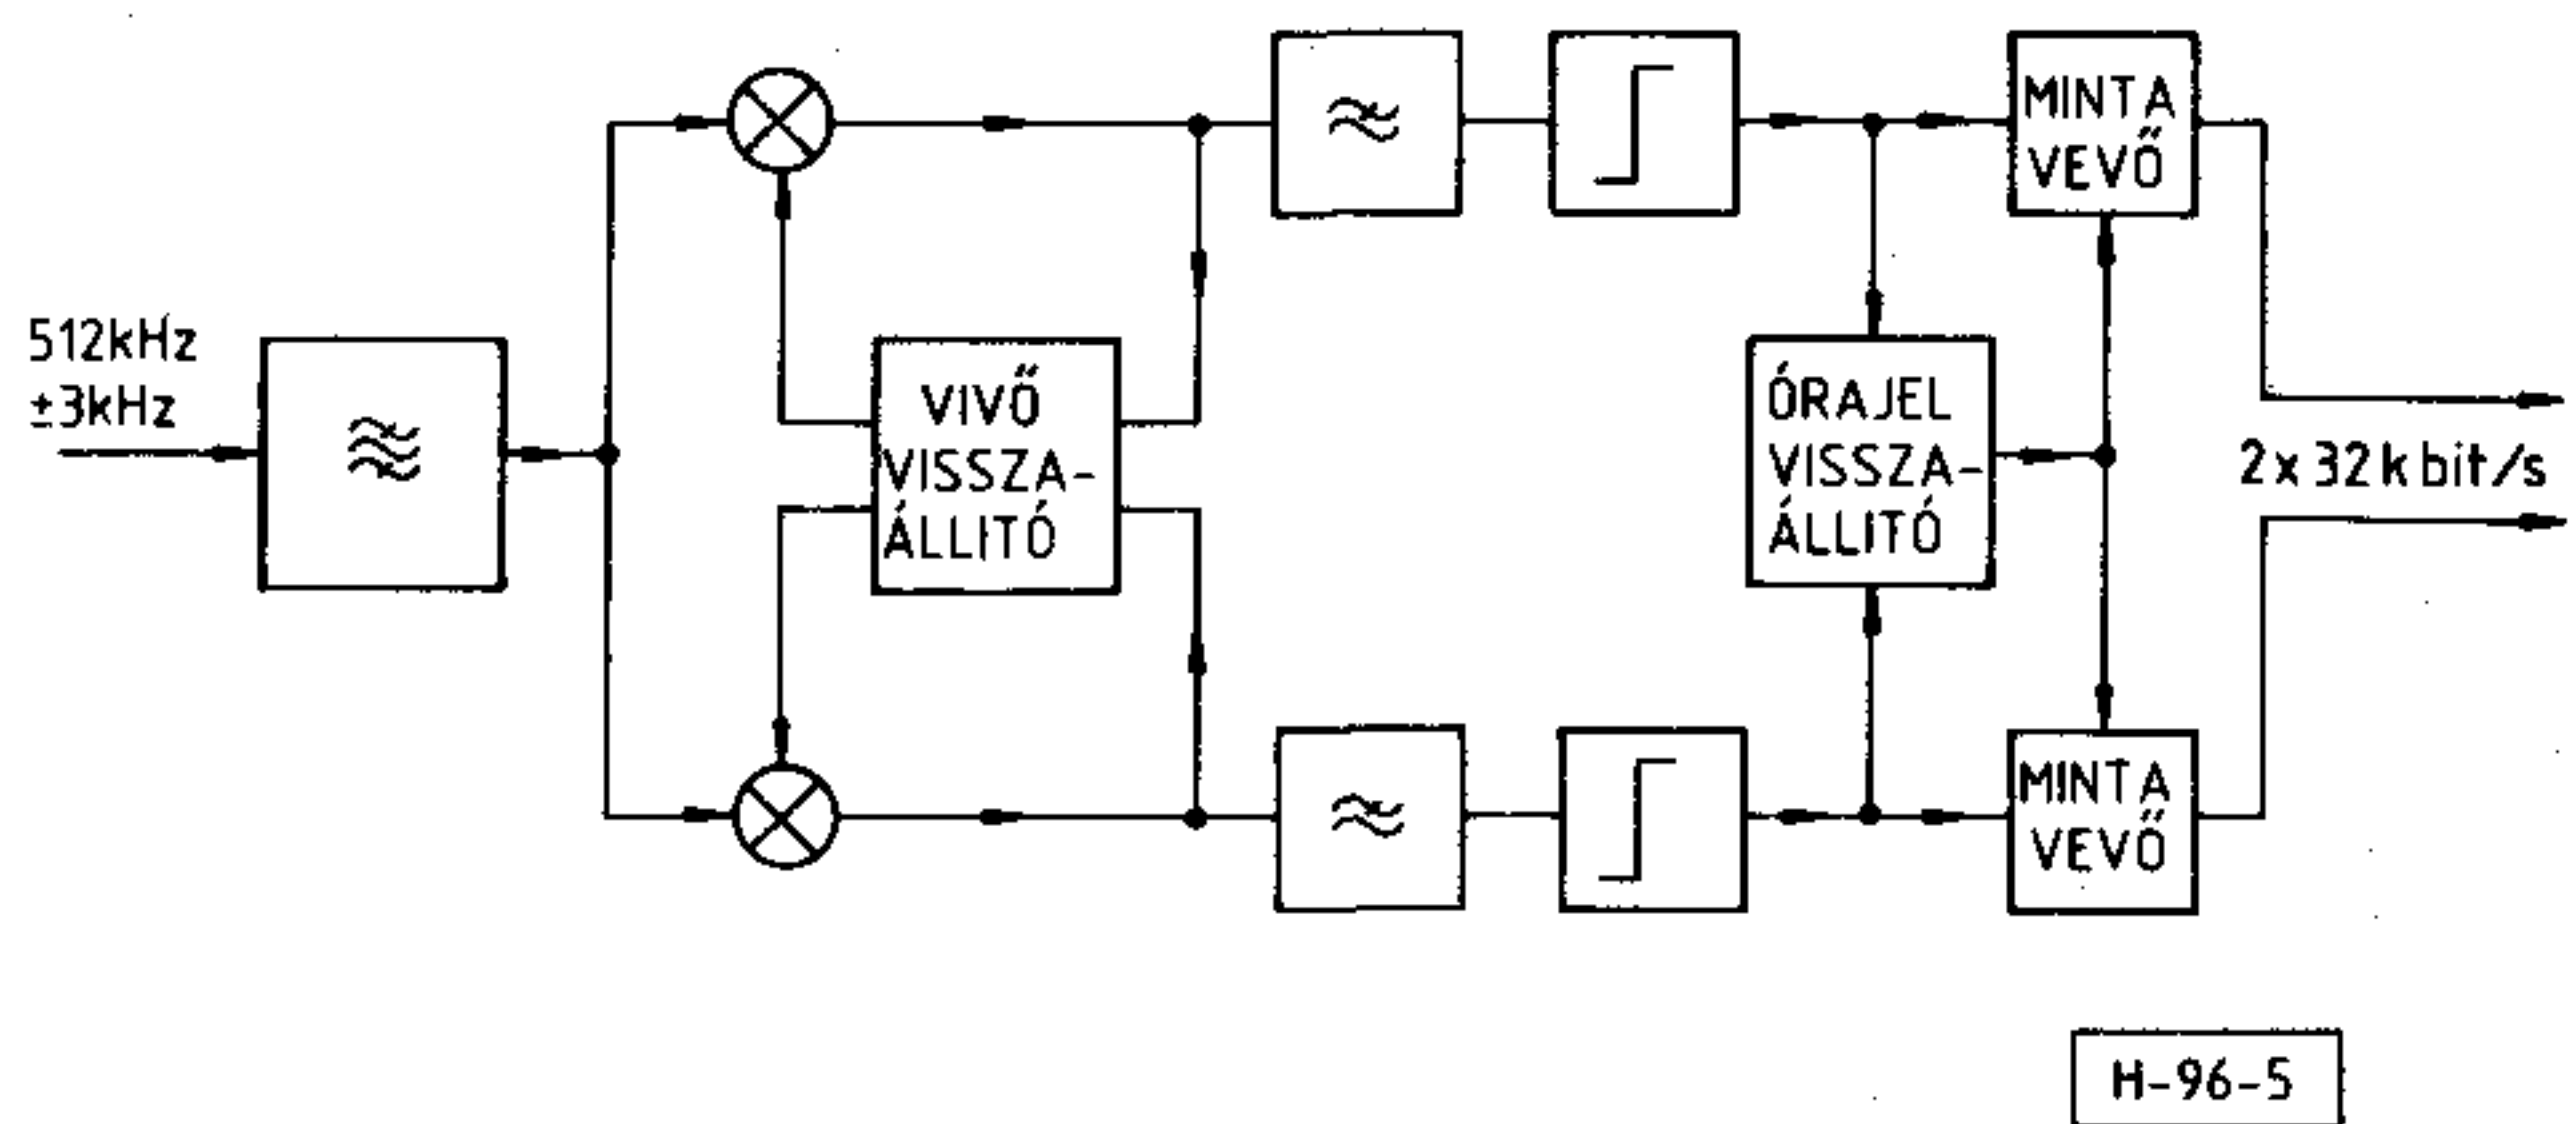 512kHz
±3kHz
VIVŐ
VISSZA-
ÁLLITÓ
MINTA
VEVŐ
ÓRAJEL
VISSZA-
ÁLLITÓ
MINTA
VEVŐ
2x32kbit/s
H-96-5